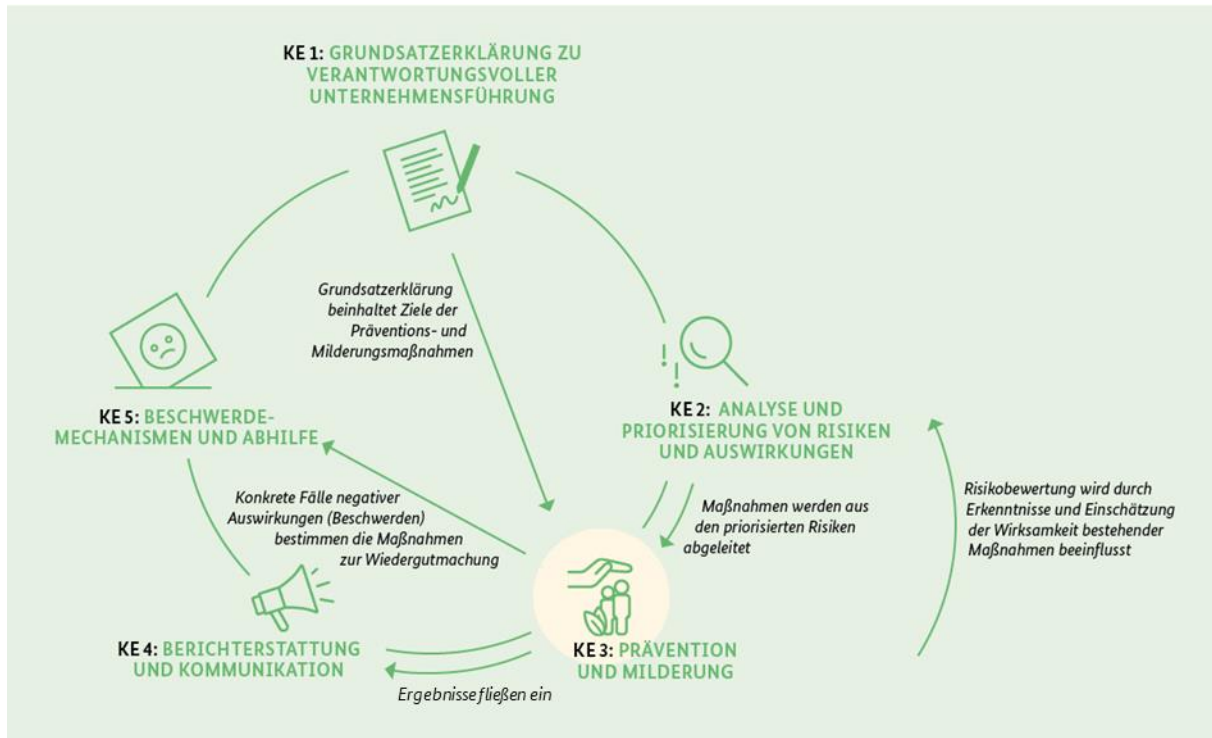 KE 1: GRUNDSATZERKLÄRUNG ZU
VERANTWORTUNGSVOLLER
UNTERNEHMENSFÜHRUNG
Grundsatzerklärung
beinhaltet Ziele der
Präventions- und
Milderungsmaßnahmen
KE 2: ANALYSE UND
PRIORISIERUNG VON RISIKEN
UND AUSWIRKUNGEN
KE 5: BESCHWERDE-
MECHANISMEN UND ABHILFE
Konkrete Fälle negativer
Auswirkungen (Beschwerden)
bestimmen die Maßnahmen
zur Wiedergutmachung
Maßnahmen werden aus
den priorisierten Risiken
abgeleitet
Risikobewertung wird durch
Erkenntnisse und Einschätzung
der Wirksamkeit bestehender
Maßnahmen beeinflusst
KE 4: BERICHTERSTATTUNG
UND KOMMUNIKATION
KE 3: PRÄVENTION
UND MILDERUNG
Ergebnisse fließen ein